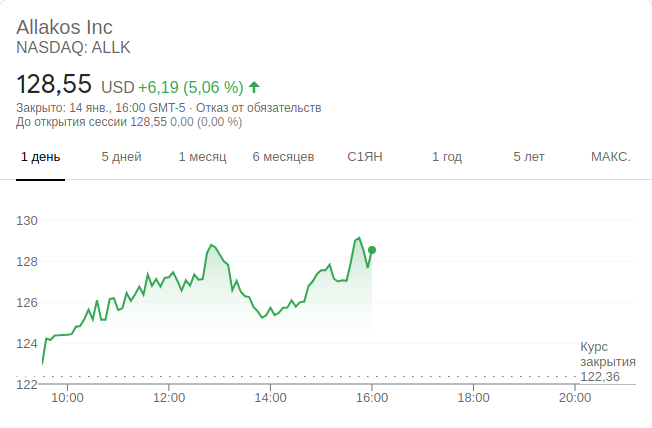 Allakos Inc
NASDAQ: ALLK
128,55 USD +6,19 (5,06 %)
Закрыто: 14 янв., 16:00 GMT-5 · Отказ от обязательств
До открытия сессии 128,55 0,00 (0,00 %)
1 день 5 дней 1 месяц 6 месяцев С1ЯН 1 год 5 лет МАКС.
130
128
126
124
122
Курс
закрытия
122,36
10:00 12:00 14:00 16:00 18:00 20:00